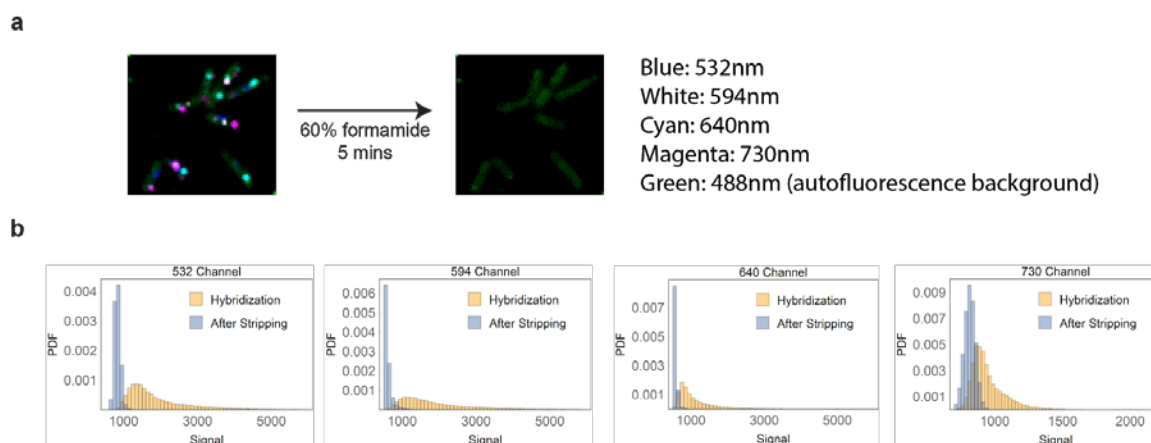 a
60% formamide
5 mins
Blue: 532nm
White: 594nm
Cyan: 640nm
Magenta: 730nm
Green: 488nm (autofluorescence background)
b
532 Channel
0.004
0.003
0.002
0.001
PDF
Hybridization
After Stripping
1000 3000 5000
Signal
594 Channel
0.006
0.005
0.004
0.003
0.002
0.001
PDF
Hybridization
After Stripping
1000 3000 5000
Signal
640 Channel
0.007
0.005
0.003
0.001
PDF
Hybridization
After Stripping
1000 3000 5000
Signal
730 Channel
0.009
0.007
0.005
0.003
0.001
PDF
Hybridization
After Stripping
1000 1500 2000
Signal